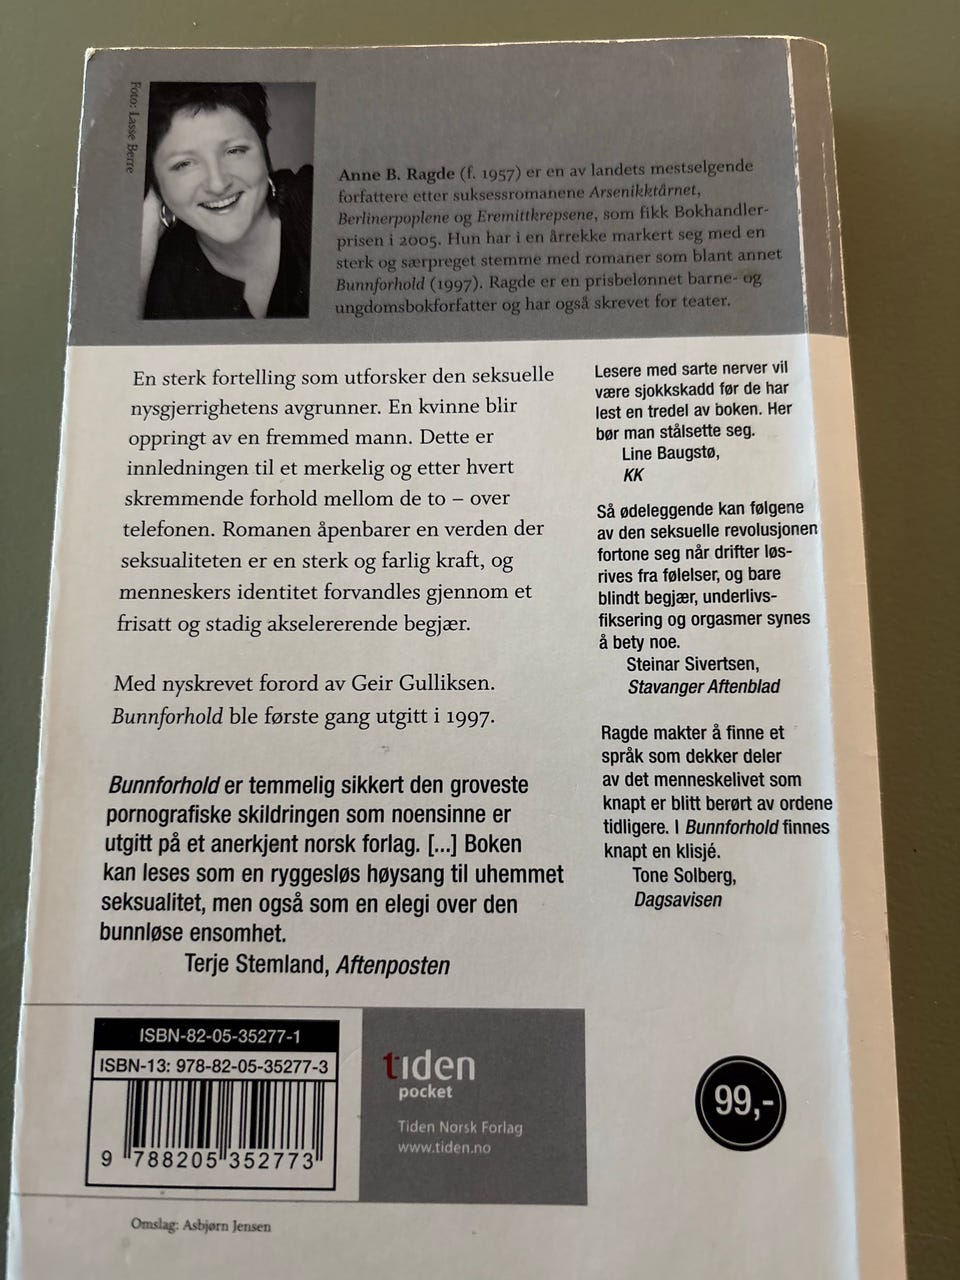 Foto: Lasse Berre
Anne B. Ragde (f. 1957) er en av landets mestselgende
forfattere etter suksessromanene Arsenikktårnet,
Berlinerpoplene og Eremittkrepsene, som fikk Bokhandler-
prisen i 2005. Hun har i en årrekke markert seg med en
sterk og særpreget stemme med romaner som blant annet
Bunnforhold (1997). Ragde er en prisbelønnet barne- og
ungdomsbokforfatter og har også skrevet for teater.
En sterk fortelling som utforsker den seksuelle
nysgjerrighetens avgrunner. En kvinne blir
oppringt av en fremmed mann. Dette er
innledningen til et merkelig og etter hvert
skremmende forhold mellom de to – over
telefonen. Romanen åpenbarer en verden der
seksualiteten er en sterk og farlig kraft, og
menneskers identitet forvandles gjennom et
frisatt og stadig akselererende begjær.
Med nyskrevet forord av Geir Gulliksen.
Bunnforhold ble første gang utgitt i 1997.
Bunnforhold er temmelig sikkert den groveste
pornografiske skildringen som noensinne er
utgitt på et anerkjent norsk forlag. [...] Boken
kan leses som en ryggesløs høysang til uhemmet
seksualitet, men også som en elegi over den
bunnløse ensomhet.
Terje Stemland, Aftenposten
Lesere med sarte nerver vil
være sjokkskadd før de har
lest en tredel av boken. Her
bør man stålsette seg.
Line Baugstø,
KK
Så ødeleggende kan følgene
av den seksuelle revolusjonen
fortone seg når drifter løs-
rives fra følelser, og bare
blindt begjær, underlivs-
fiksering og orgasmer synes
å bety noe.
Steinar Sivertsen,
Stavanger Aftenblad
Ragde makter å finne et
språk som dekker deler
av det menneskelivet som
knapt er blitt berørt av ordene
tidligere. I Bunnforhold finnes
knapt en klisjé.
Tone Solberg,
Dagsavisen
ISBN-82-05-35277-1
ISBN-13: 978-82-05-35277-3
9 788205 352773
tiden
pocket
Tiden Norsk Forlag
www.tiden.no
99,-
Omslag: Asbjørn Jensen